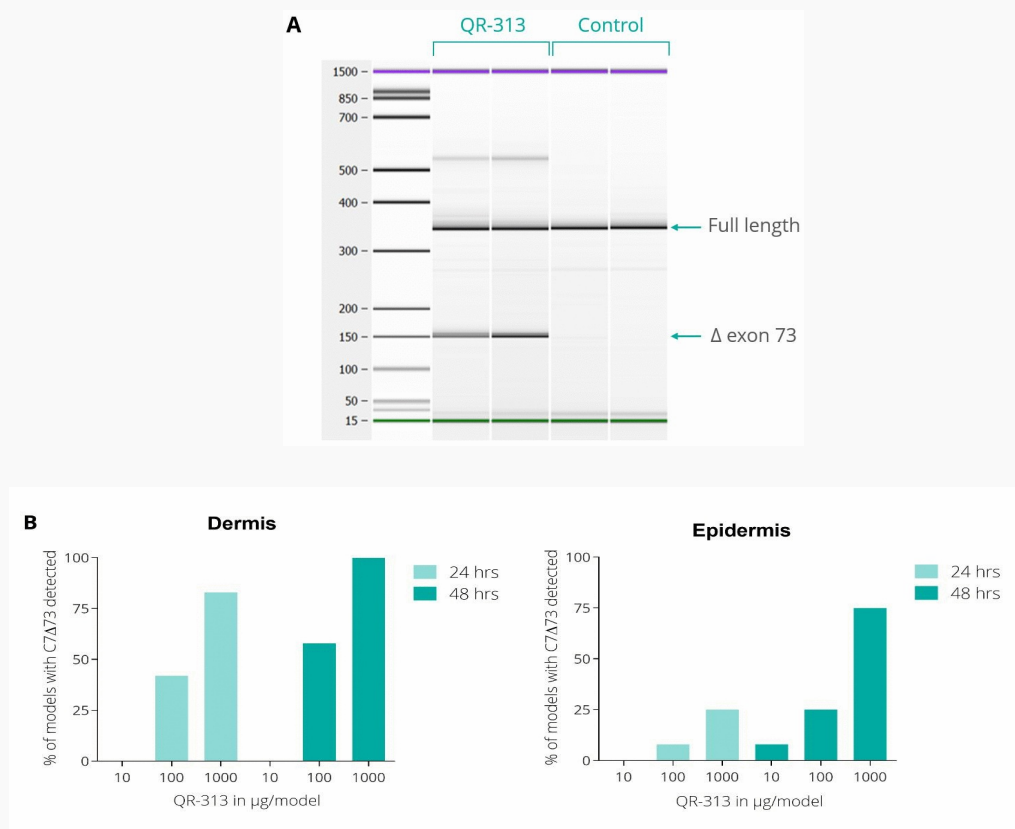 A
QR-313 Control
1500
850
700
500
400
300
200
150
100
50
15
Full length
Δ exon 73
B
Dermis
% of models with C7Δ73 detected
100
75
50
25
0
10 100 1000 10 100 1000
QR-313 in µg/model
24 hrs
48 hrs
Epidermis
% of models with C7Δ73 detected
100
75
50
25
0
10 100 1000 10 100 1000
QR-313 in µg/model
24 hrs
48 hrs